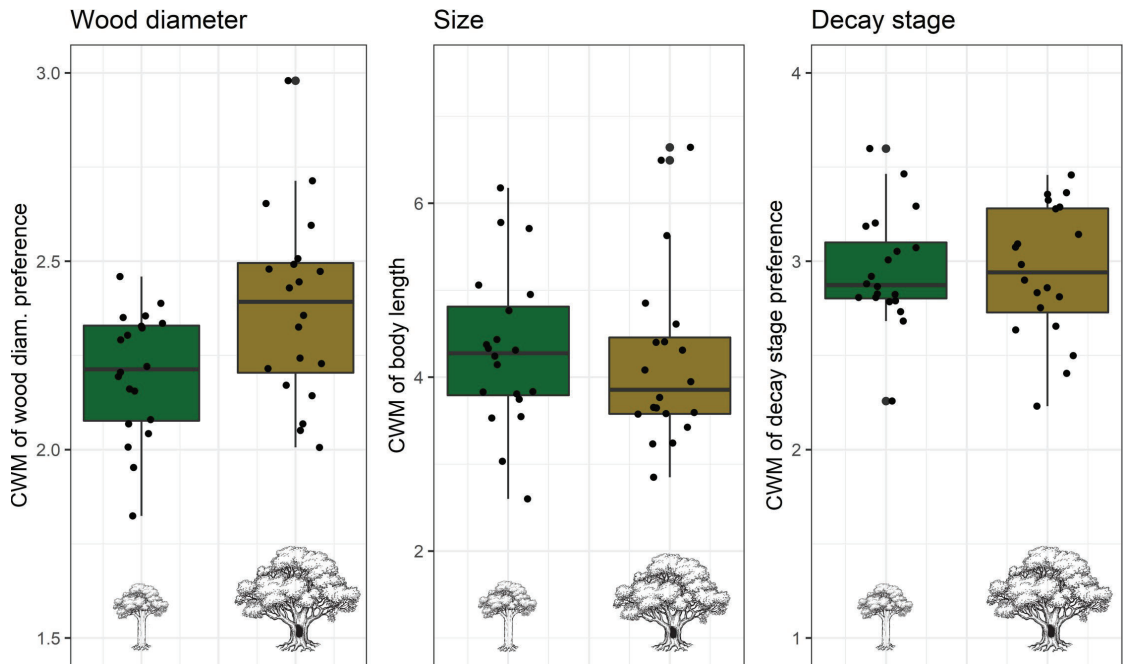 Wood diameter
CWM of wood diam. preference
3.0
2.5
2.0
1.5
Size
CWM of body length
6
4
2
Decay stage
CWM of decay stage preference
4
3
2
1